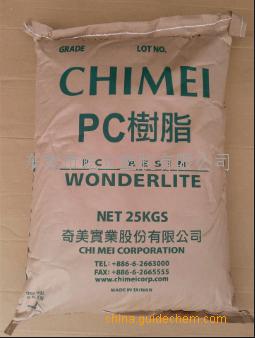 GRADE LOT NO.
CHIMEI
PC樹脂
PC RESIN
WONDERLITE
NET 25KGS
奇美實業股份有限公司
CHI MEI CORPORATION
TEL: +886-6-2663000
FAX: +886-6-2665555
www.chimeicorp.com
MADE IN TAIWAN
china.guidechem.com